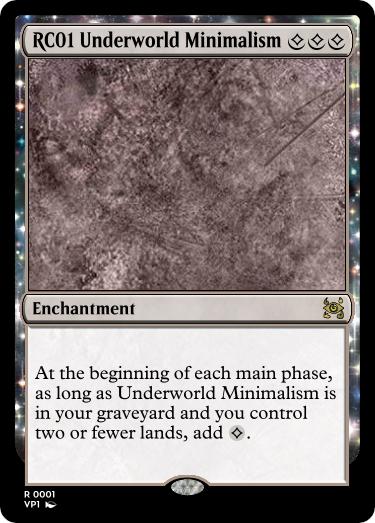 RC01 Underworld Minimalism
Enchantment
At the beginning of each main phase,
as long as Underworld Minimalism is
in your graveyard and you control
two or fewer lands, add .
R 0001
VP1